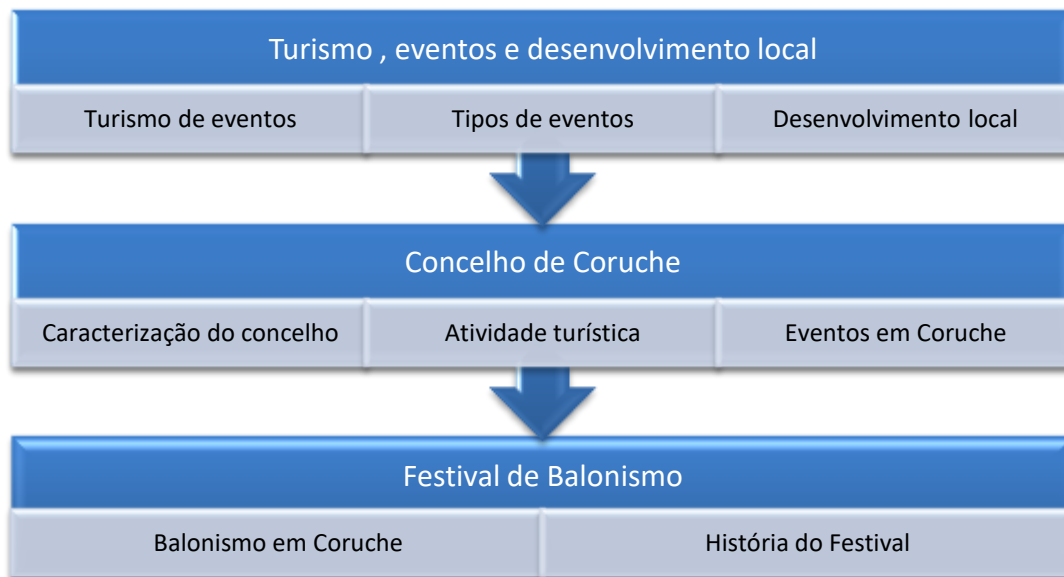 Turismo , eventos e desenvolvimento local
Turismo de eventos
Tipos de eventos
Desenvolvimento local
Concelho de Coruche
Caracterização do concelho
Atividade turística
Eventos em Coruche
Festival de Balonismo
Balonismo em Coruche
História do Festival